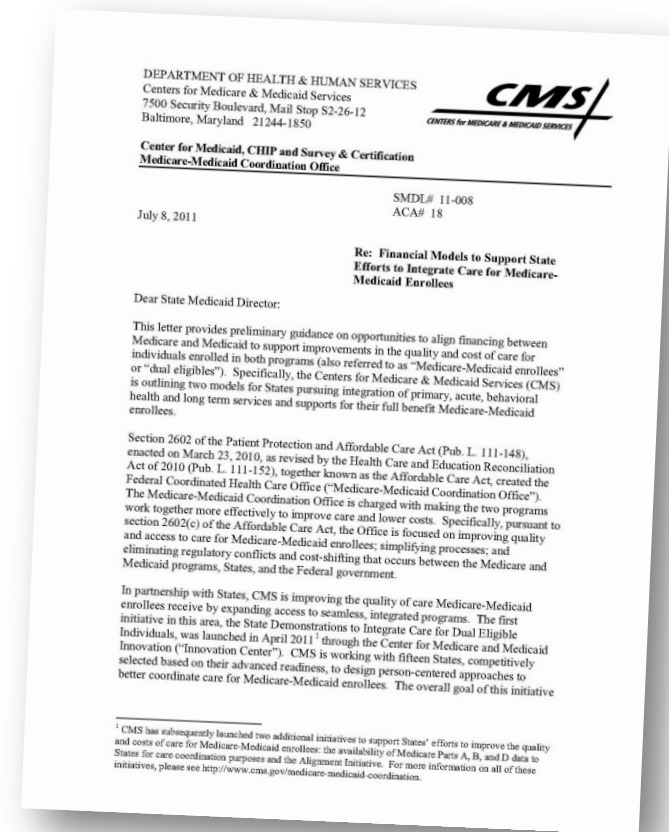 DEPARTMENT OF HEALTH & HUMAN SERVICES
Centers for Medicare & Medicaid Services
7500 Security Boulevard, Mail Stop S2-26-12
Baltimore, Maryland 21244-1850
CMS
CENTERS for MEDICARE & MEDICAID SERVICES
Center for Medicaid, CHIP and Survey & Certification
Medicare-Medicaid Coordination Office
SMDL# 11-008
ACA# 18
July 8, 2011
Re: Financial Models to Support State
Efforts to Integrate Care for Medicare-
Medicaid Enrollees
Dear State Medicaid Director:
This letter provides preliminary guidance on opportunities to align financing between
Medicare and Medicaid to support improvements in the quality and cost of care for
individuals enrolled in both programs (also referred to as “Medicare-Medicaid enrollees”
or “dual eligibles”). Specifically, the Centers for Medicare & Medicaid Services (CMS)
is outlining two models for States pursuing integration of primary, acute, behavioral
health and long term services and supports for their full benefit Medicare-Medicaid
enrollees.
Section 2602 of the Patient Protection and Affordable Care Act (Pub. L. 111-148),
enacted on March 23, 2010, as revised by the Health Care and Education Reconciliation
Act of 2010 (Pub. L. 111-152), together known as the Affordable Care Act, created the
Federal Coordinated Health Care Office (“Medicare-Medicaid Coordination Office”).
The Medicare-Medicaid Coordination Office is charged with making the two programs
work together more effectively to improve care and lower costs. Specifically, pursuant to
section 2602(c) of the Affordable Care Act, the Office is focused on improving quality
and access to care for Medicare-Medicaid enrollees; simplifying processes; and
eliminating regulatory conflicts and cost-shifting that occurs between the Medicare and
Medicaid programs, States, and the Federal government.
In partnership with States, CMS is improving the quality of care Medicare-Medicaid
enrollees receive by expanding access to seamless, integrated programs. The first
initiative in this area, the State Demonstrations to Integrate Care for Dual Eligible
Individuals, was launched in April 2011¹ through the Center for Medicare and Medicaid
Innovation (“Innovation Center”). CMS is working with fifteen States, competitively
selected based on their advanced readiness, to design person-centered approaches to
better coordinate care for Medicare-Medicaid enrollees. The overall goal of this initiative
¹ CMS has subsequently launched two additional initiatives to support States’ efforts to improve the quality
and costs of care for Medicare-Medicaid enrollees: the availability of Medicare Parts A, B, and D data to
States for care coordination purposes and the Alignment Initiative. For more information on all of these
initiatives, please see http://www.cms.gov/medicare-medicaid-coordination.